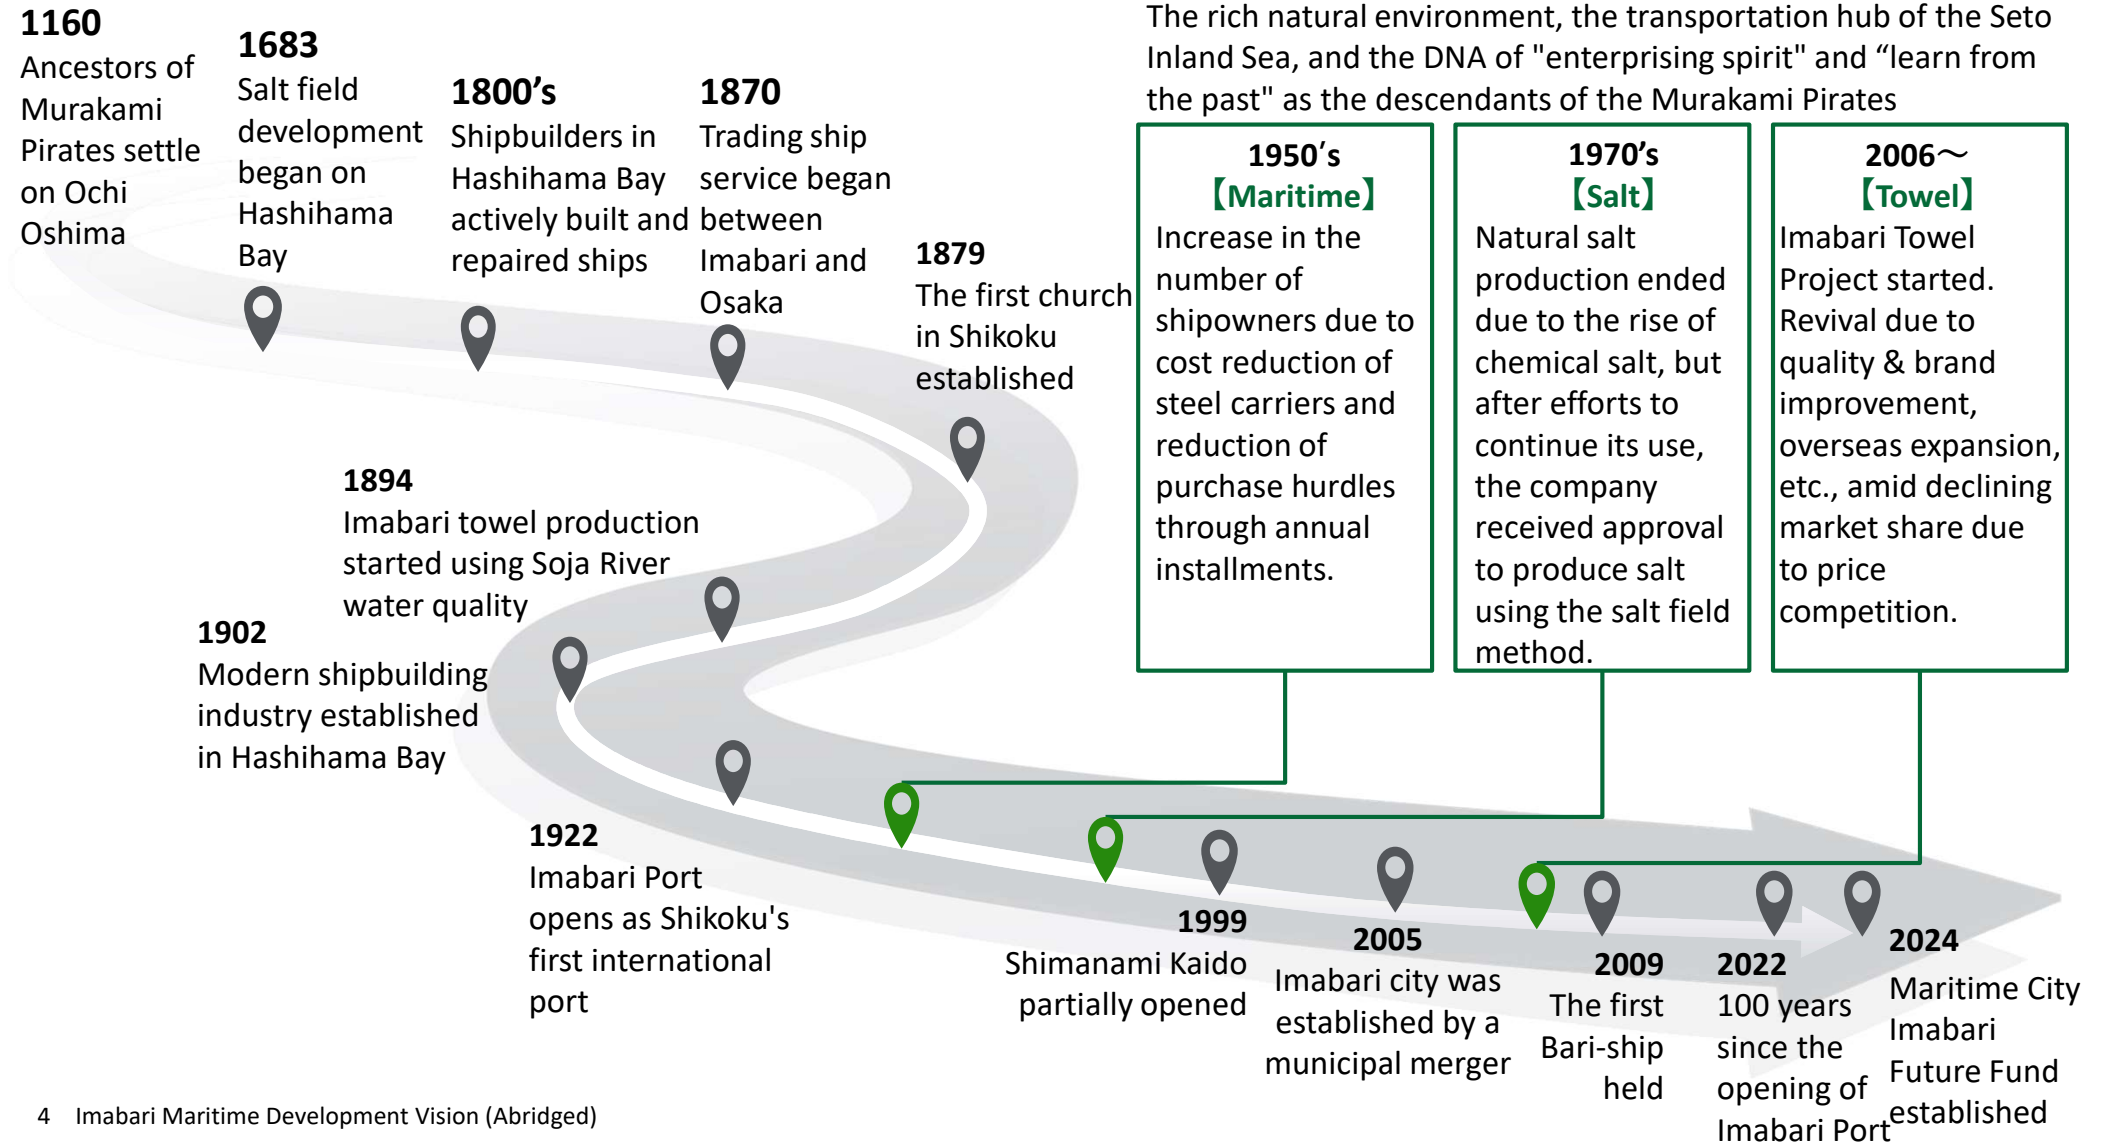 1160
Ancestors of
Murakami
Pirates settle
on Ochi
Oshima
1683
Salt field
development
began on
Hashihama
Bay
1800’s
Shipbuilders in
Hashihama Bay
actively built and
repaired ships
1870
Trading ship
service began
between
Imabari and
Osaka
1879
The first church
in Shikoku
established
The rich natural environment, the transportation hub of the Seto
Inland Sea, and the DNA of "enterprising spirit" and “learn from
the past" as the descendants of the Murakami Pirates
1950′s
【Maritime】
Increase in the
number of
shipowners due to
cost reduction of
steel carriers and
reduction of
purchase hurdles
through annual
installments.
1970’s
【Salt】
Natural salt
production ended
due to the rise of
chemical salt, but
after efforts to
continue its use,
the company
received approval
to produce salt
using the salt field
method.
2006～
【Towel】
Imabari Towel
Project started.
Revival due to
quality & brand
improvement,
overseas expansion,
etc., amid declining
market share due
to price
competition.
1894
Imabari towel production
started using Soja River
water quality
1902
Modern shipbuilding
industry established
in Hashihama Bay
1922
Imabari Port
opens as Shikoku's
first international
port
1999
Shimanami Kaido
partially opened
2005
Imabari city was
established by a
municipal merger
2009
The first
Bari-ship
held
2022
100 years
since the
opening of
Imabari Port
2024
Maritime City
Imabari
Future Fund
established
4 Imabari Maritime Development Vision (Abridged)